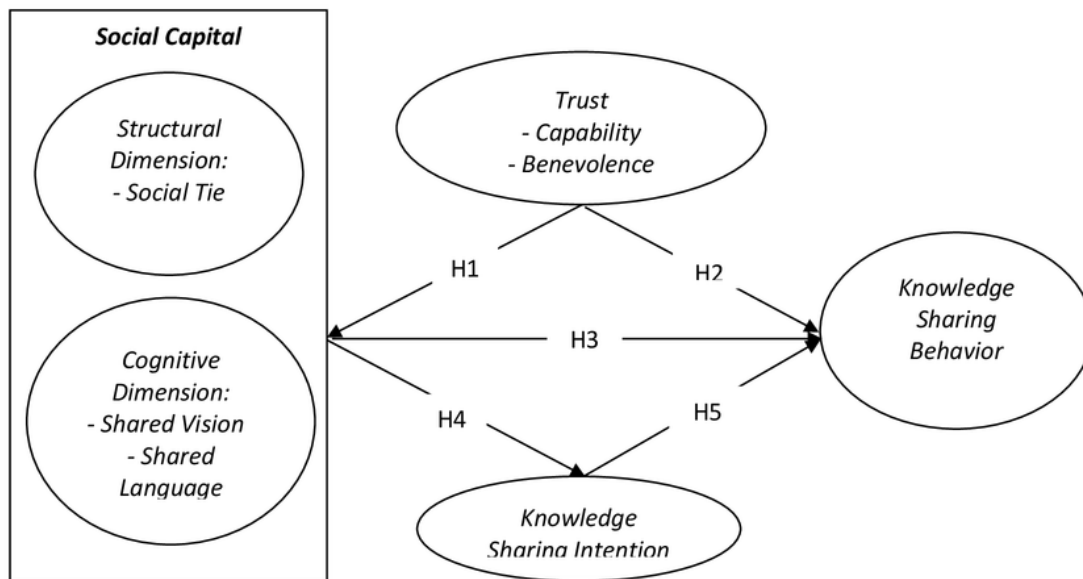 Social Capital
Structural
Dimension:
- Social Tie
Cognitive
Dimension:
- Shared Vision
- Shared
Language
Trust
- Capability
- Benevolence
H1
H2
H3
H4
H5
Knowledge
Sharing
Behavior
Knowledge
Sharing Intention